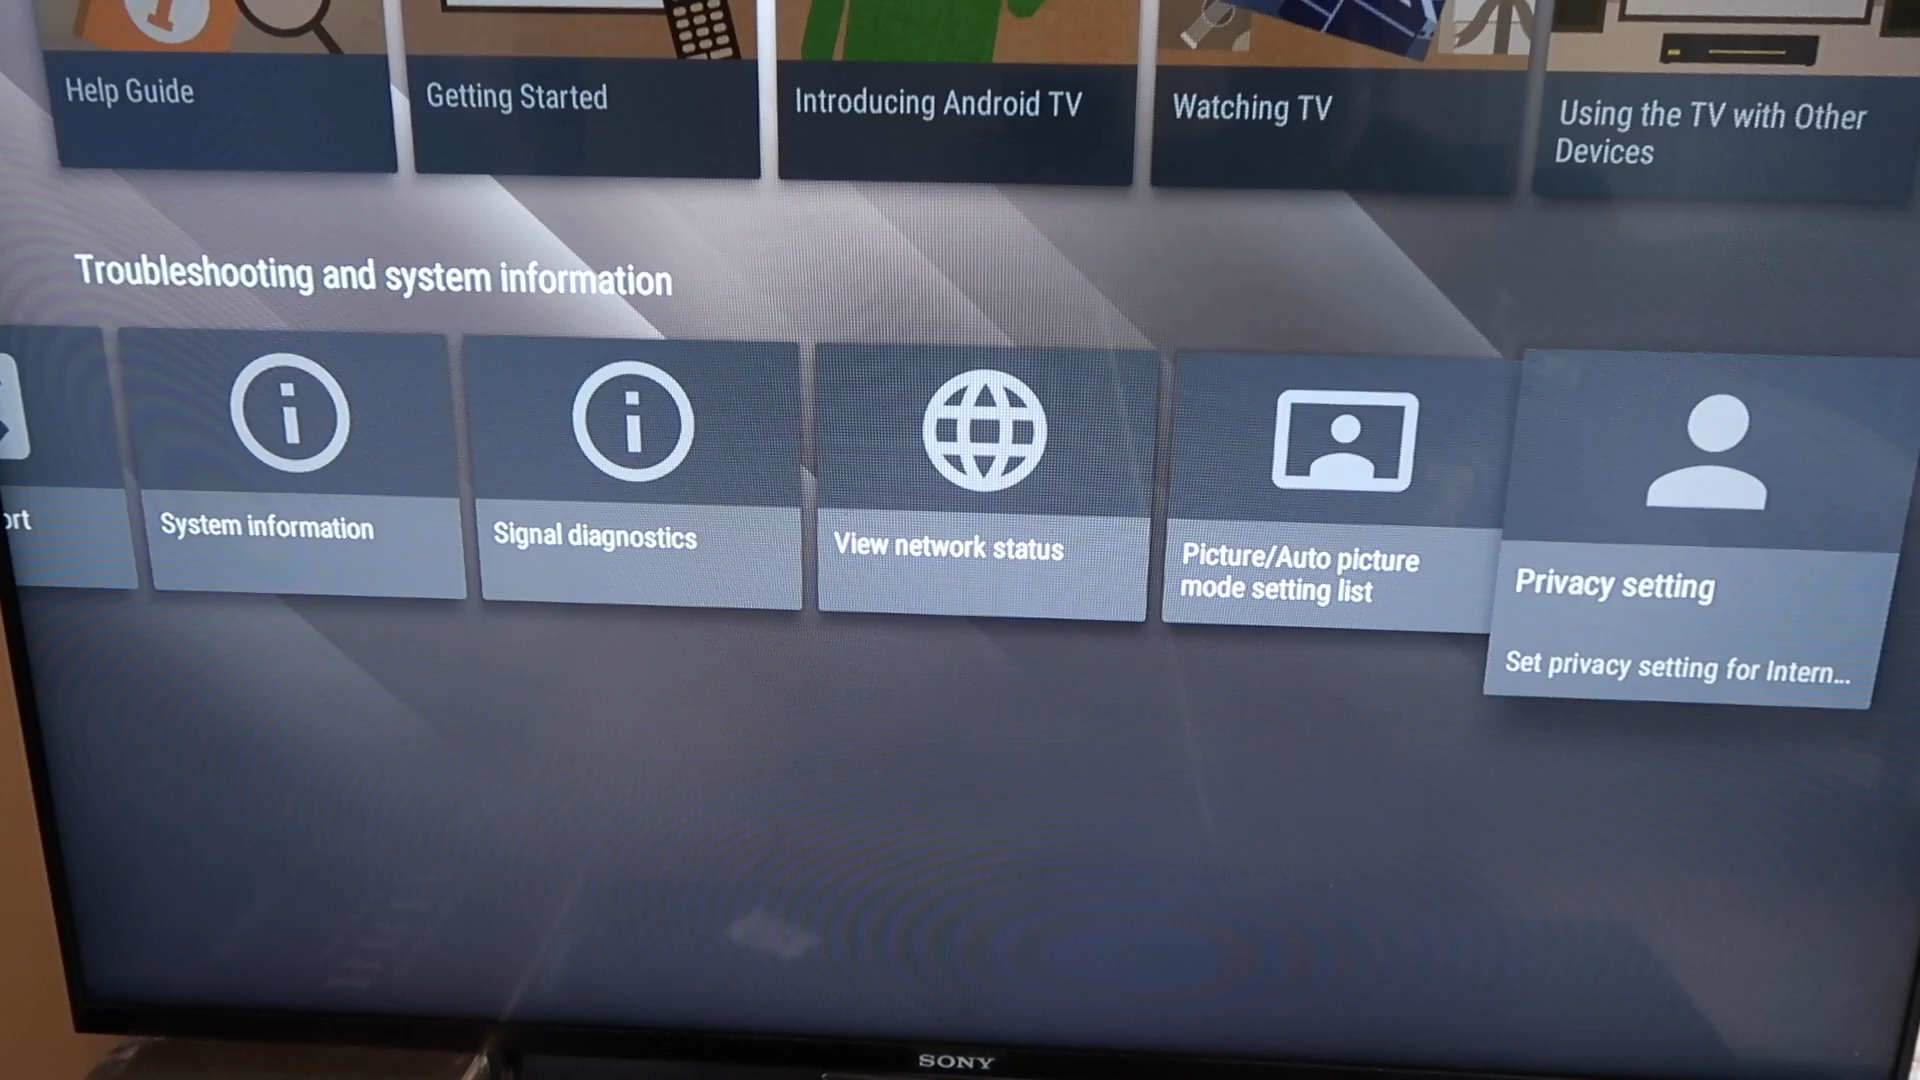 Help Guide
Getting Started
Introducing Android TV
Watching TV
Using the TV with Other
Devices
Troubleshooting and system information
ort
System information
Signal diagnostics
View network status
Picture/Auto picture
mode setting list
Privacy setting
Set privacy setting for Intern...
SONY